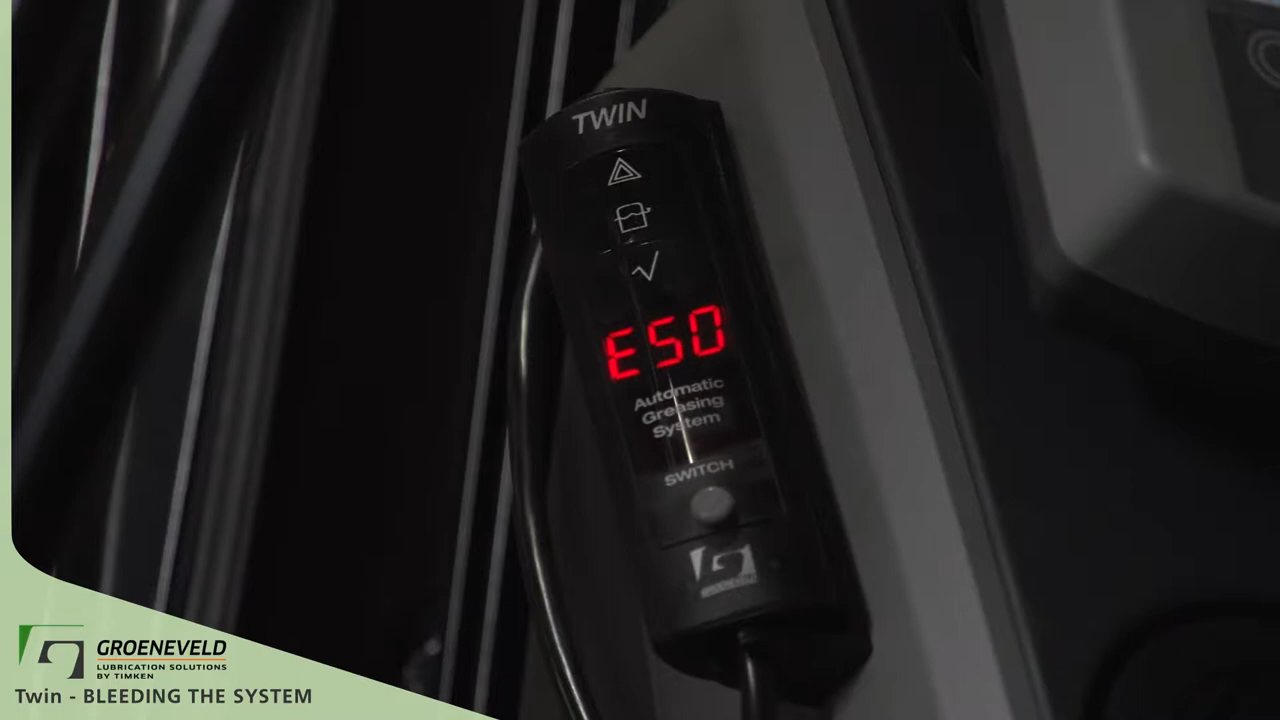 TWIN
E50
Automatic
Greasing
System
SWITCH
GROENEVELD
LUBRICATION SOLUTIONS
BY TIMKEN
Twin - BLEEDING THE SYSTEM